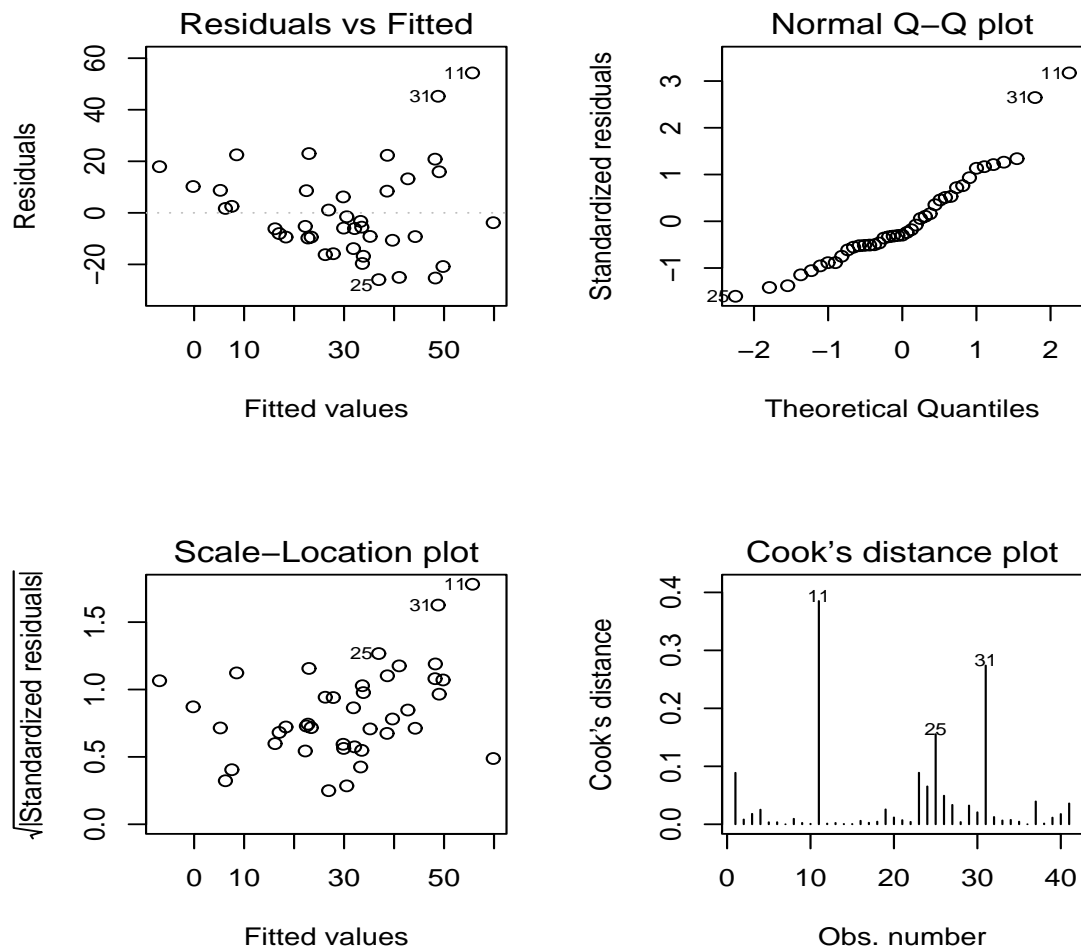 Residuals vs Fitted
Residuals
60
40
20
0
−20
11
31
25
0 10 30 50
Fitted values
Normal Q−Q plot
Standardized residuals
3
2
1
0
−1
11
31
25
−2 −1 0 1 2
Theoretical Quantiles
Scale−Location plot
√|Standardized residuals|
1.5
1.0
0.5
0.0
11
31
25
0 10 30 50
Fitted values
Cook's distance plot
Cook's distance
0.4
0.3
0.2
0.1
0.0
11
31
25
0 10 20 30 40
Obs. number